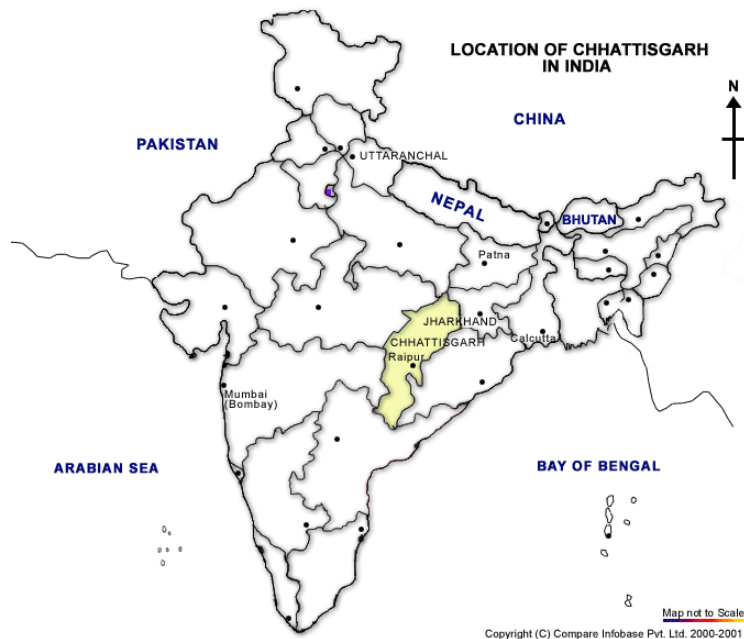 LOCATION OF CHHATTISGARH
IN INDIA
N
CHINA
PAKISTAN
UTTARANCHAL
NEPAL
BHUTAN
Patna
JHARKHAND
CHHATTISGARH
Calcutta
Raipur
Mumbai
(Bombay)
ARABIAN SEA
BAY OF BENGAL
Map not to Scale
Copyright (C) Compare Infobase Pvt. Ltd. 2000-2001